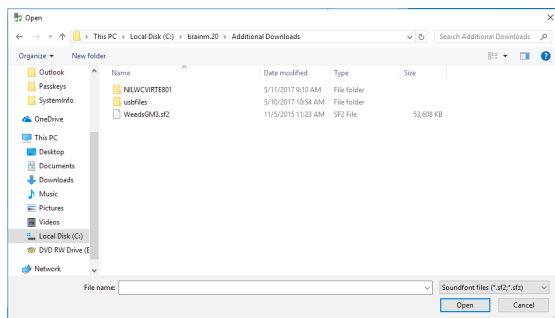 Open
This PC > Local Disk (C:) > brainm.20 > Additional Downloads
Search Additional Downloads
Organize New folder
Name Date modified Type Size
Outlook
Passkeys
SystemInfo
OneDrive
This PC
Desktop
Documents
Downloads
Music
Pictures
Videos
Local Disk (C:)
DVD RW Drive (E
Network
NILWCVIRTE801 5/11/2017 9:10 AM File folder
usbfiles 5/10/2017 10:54 AM File folder
WeedsGM3.sf2 11/5/2015 11:23 AM SF2 File 53,608 KB
File name: Soundfont files (*.sf2;*.sfz)
Open Cancel